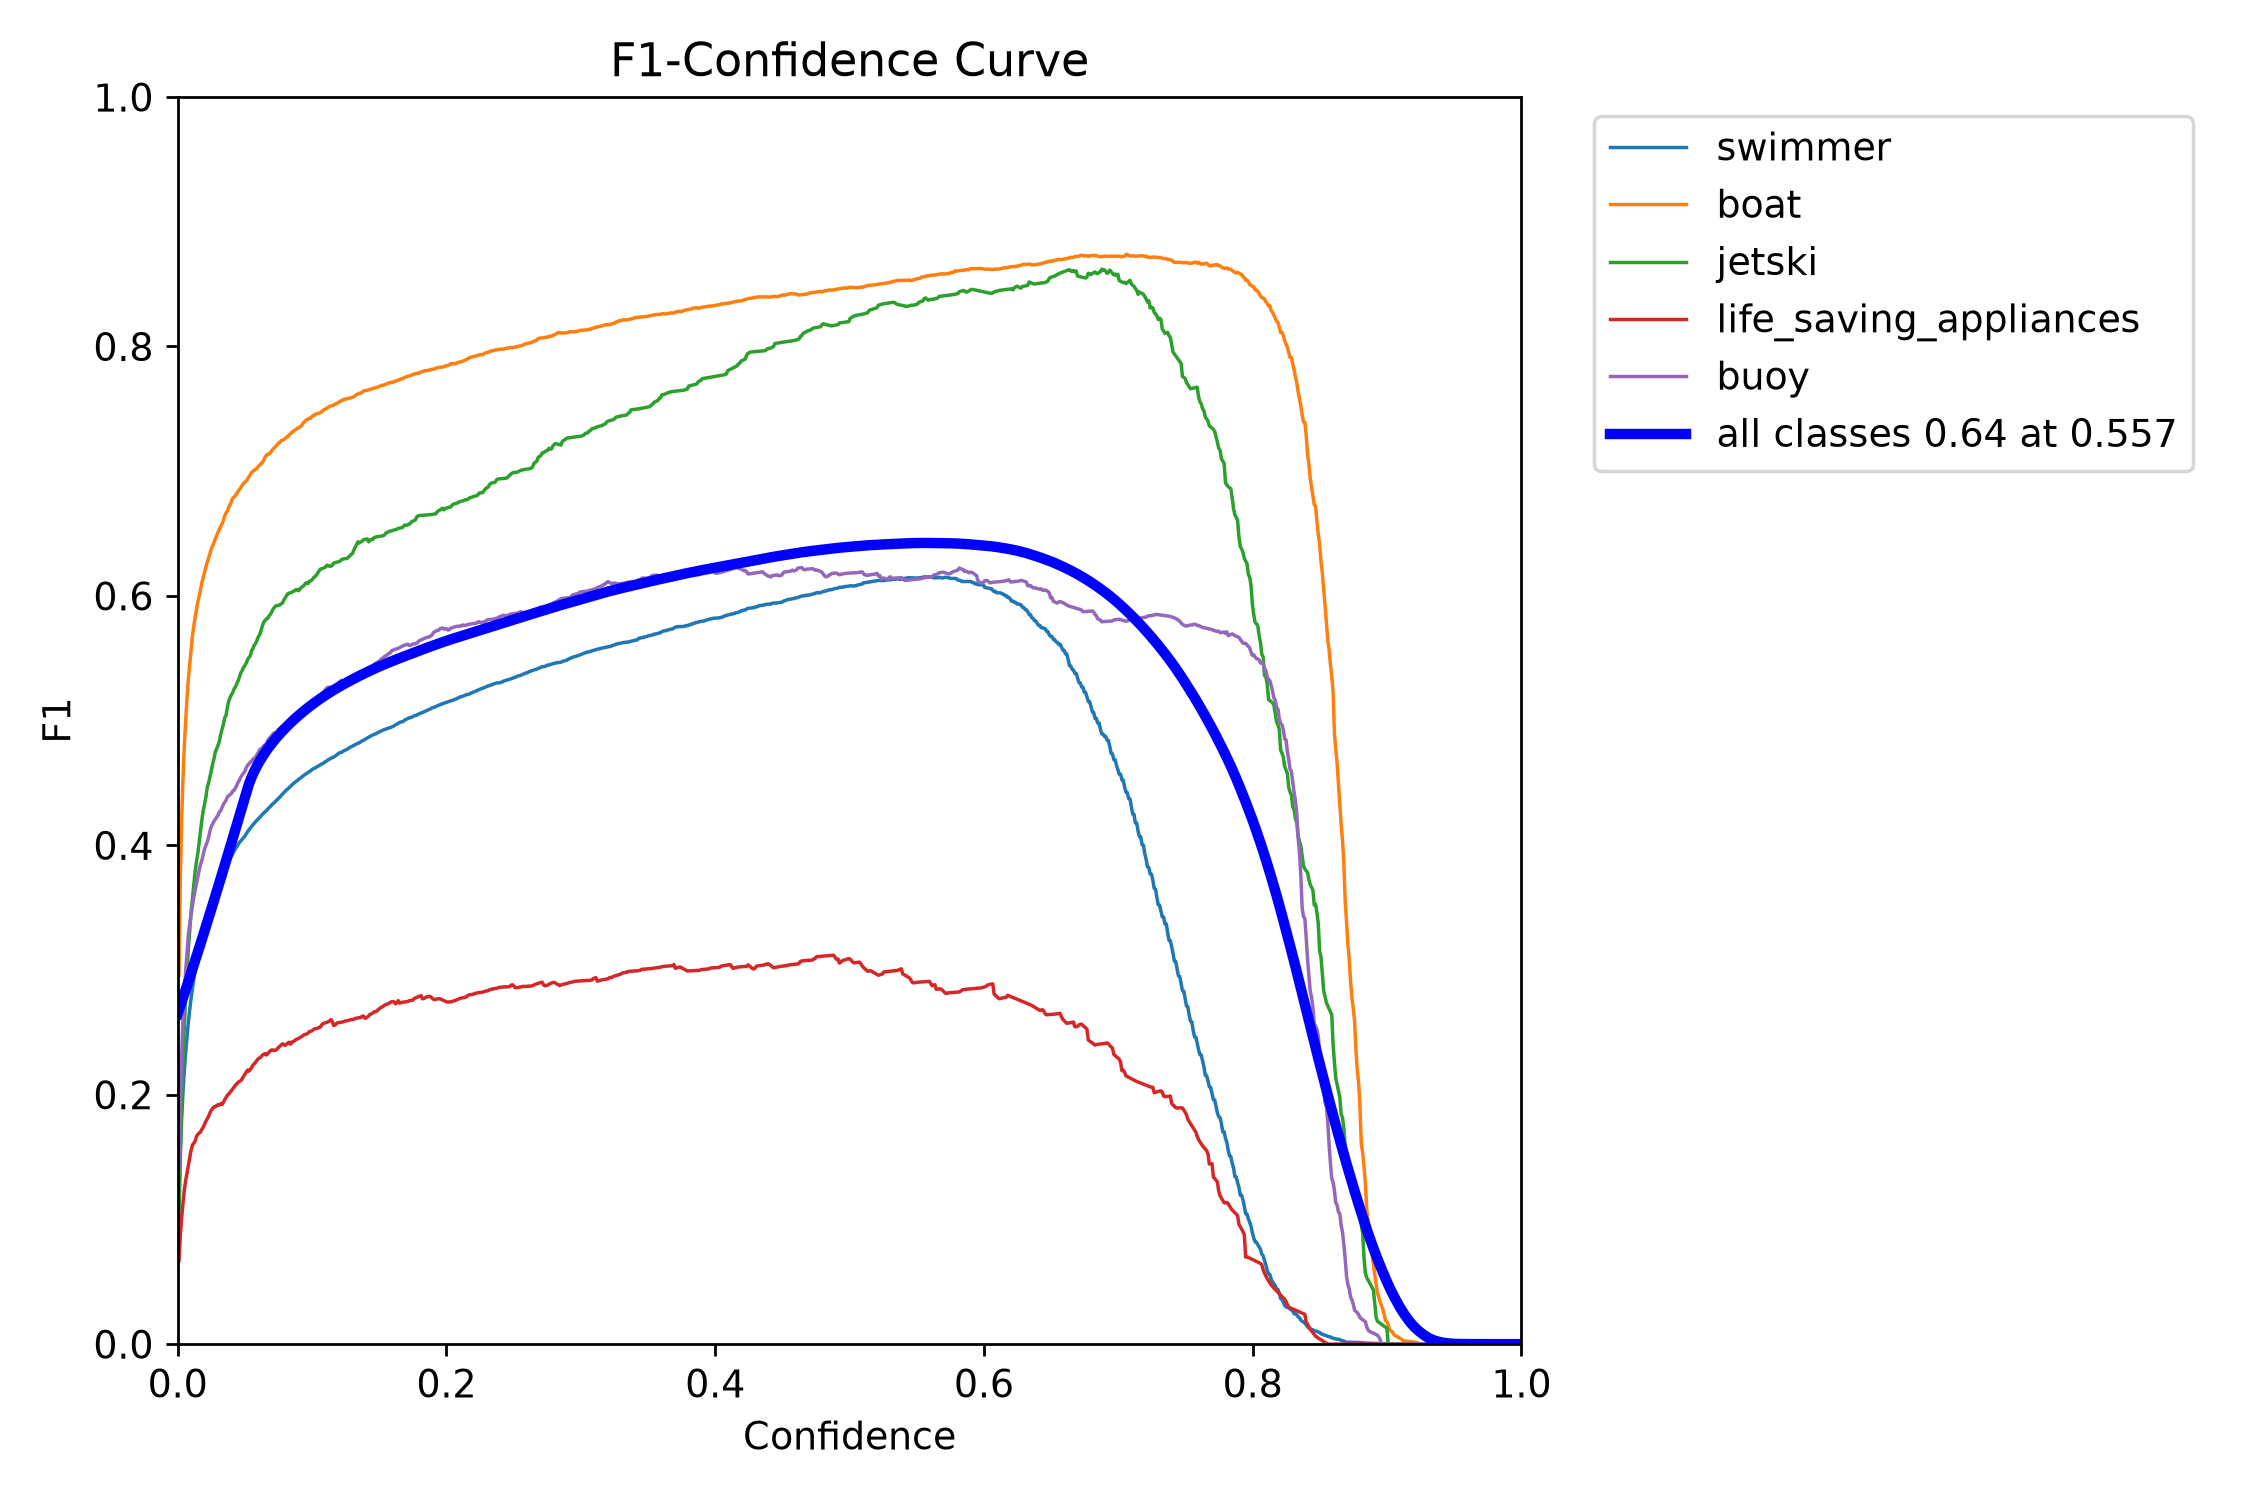 F1-Confidence Curve
1.0
0.8
0.6
0.4
0.2
0.0
F1
0.0 0.2 0.4 0.6 0.8 1.0
Confidence
swimmer
boat
jetski
life_saving_appliances
buoy
all classes 0.64 at 0.557